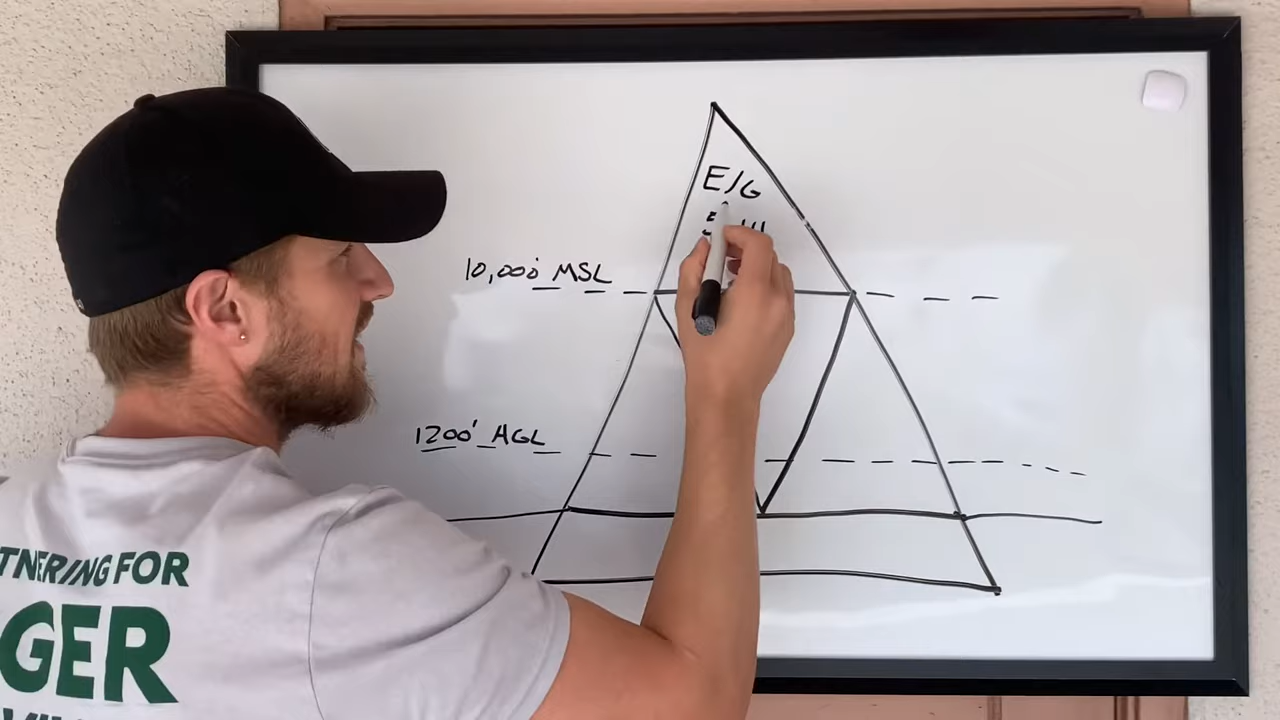 E/G
10,000' MSL
1200' AGL
TNERING FOR
GER